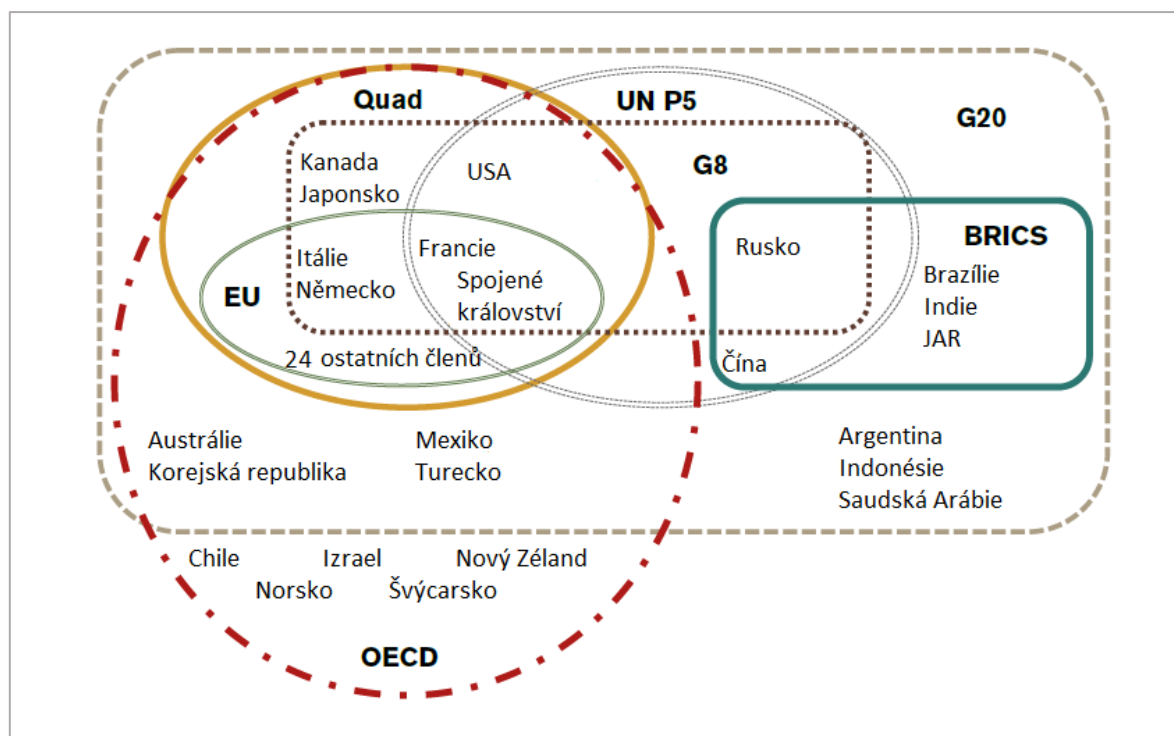 Quad
UN P5
G20
Kanada
Japonsko
USA
G8
Itálie
Německo
Francie
Spojené
království
Rusko
BRICS
Brazílie
Indie
JAR
EU
24 ostatních členů
Čína
Austrálie
Korejská republika
Mexiko
Turecko
Argentina
Indonésie
Saudská Arábie
Chile
Izrael
Nový Zéland
Norsko
Švýcarsko
OECD